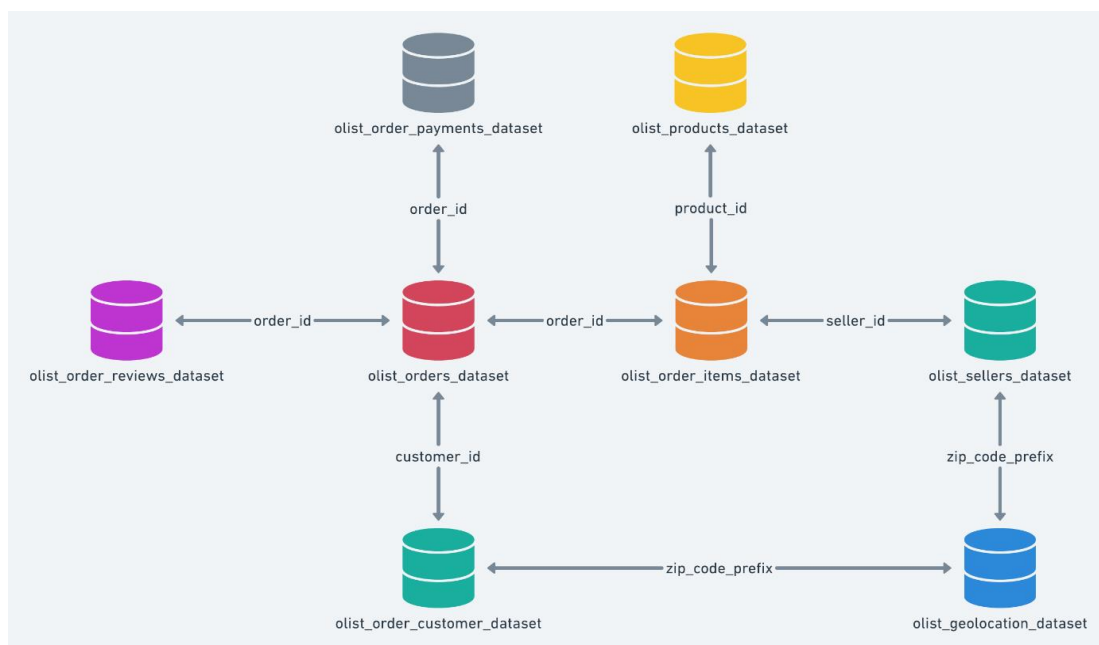 olist_order_payments_dataset
olist_products_dataset
order_id
product_id
order_id
order_id
seller_id
olist_order_reviews_dataset
olist_orders_dataset
olist_order_items_dataset
olist_sellers_dataset
customer_id
zip_code_prefix
zip_code_prefix
olist_order_customer_dataset
olist_geolocation_dataset